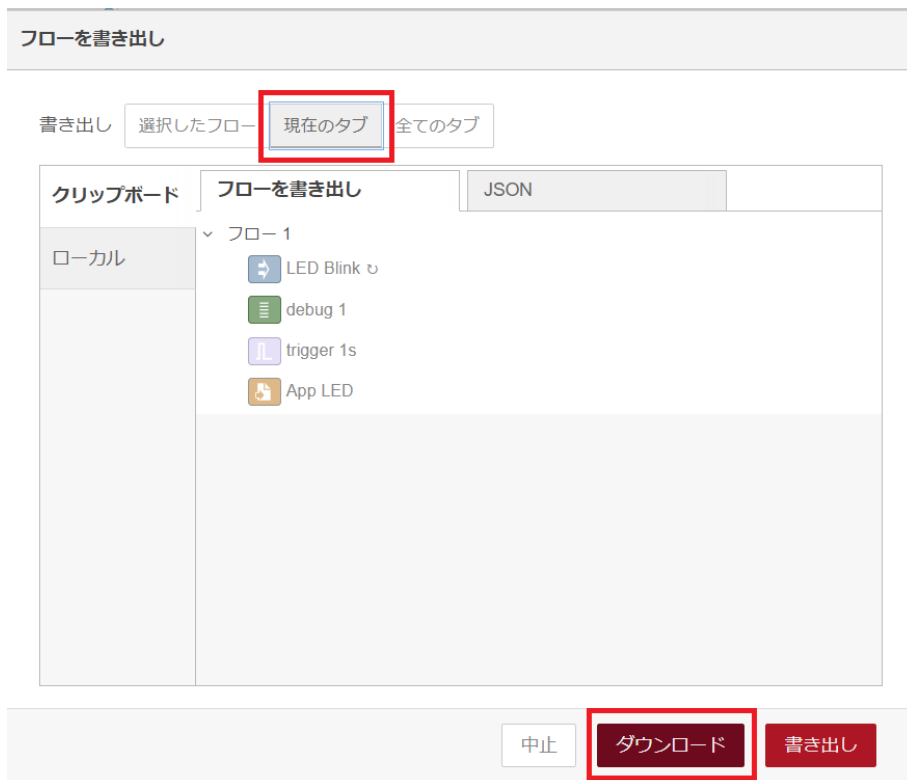 フローを書き出し
書き出し 選択したフロー 現在のタブ 全てのタブ
クリップボード フローを書き出し JSON
ローカル
フロー 1
LED Blink ↻
debug 1
trigger 1s
App LED
中止 ダウンロード 書き出し